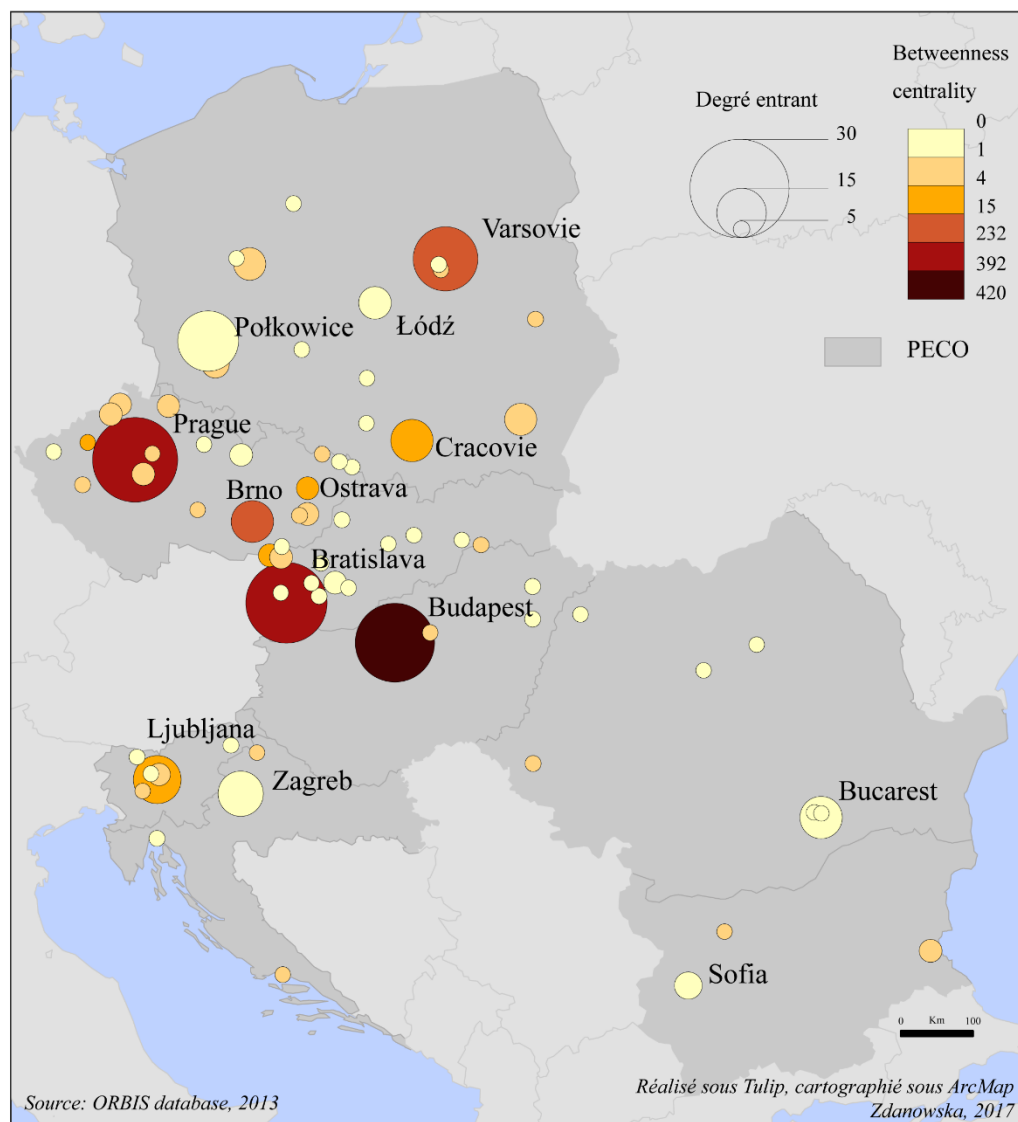 Betweenness
centrality
Degré entrant
0
30
1
4
15
15
5
232
392
420
PECO
Varsovie
Połkowice
Łódź
Prague
Cracovie
Brno
Ostrava
Bratislava
Budapest
Ljubljana
Zagreb
Bucarest
Sofia
0 Km 100
Source: ORBIS database, 2013
Réalisé sous Tulip, cartographié sous ArcMap
Zdanowska, 2017